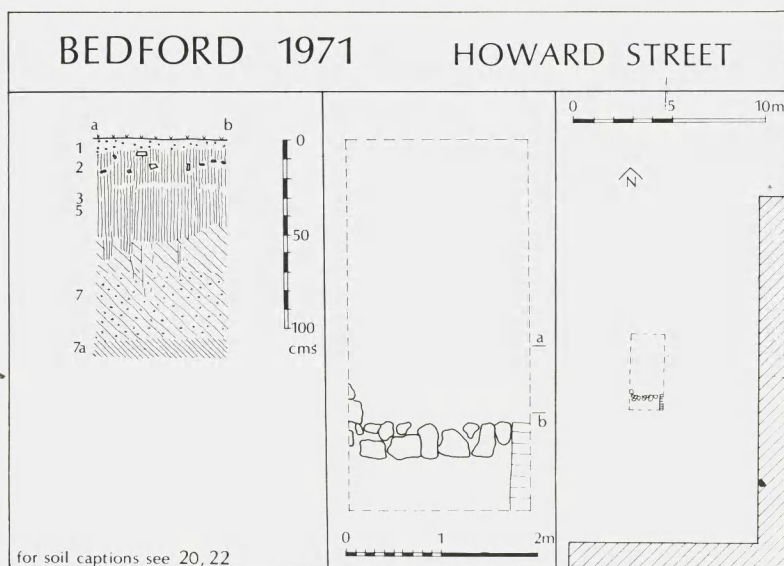 BEDFORD 1971 HOWARD STREET
a b
1
2
3
5
7
7a
0
50
100
cms
for soil captions see 20, 22
a
b
0 1 2m
0 5 10m
N